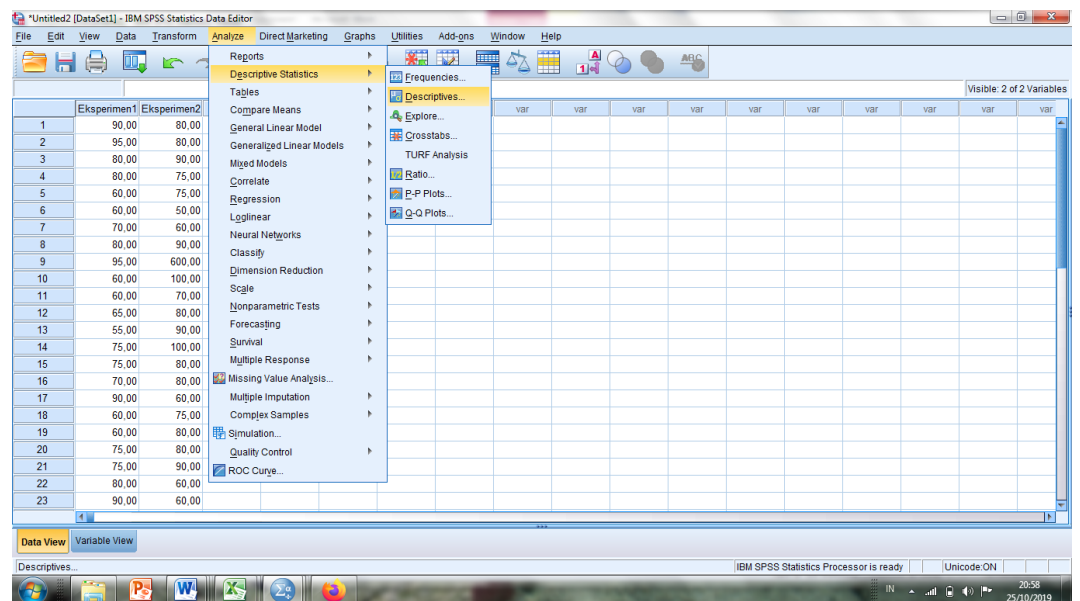 *Untitled2 [DataSet1] - IBM SPSS Statistics Data Editor
File Edit View Data Transform Analyze Direct Marketing Graphs Utilities Add-ons Window Help
Visible: 2 of 2 Variables
Reports
Descriptive Statistics
Tables
Compare Means
General Linear Model
Generalized Linear Models
Mixed Models
Correlate
Regression
Loglinear
Neural Networks
Classify
Dimension Reduction
Scale
Nonparametric Tests
Forecasting
Survival
Multiple Response
Missing Value Analysis...
Multiple Imputation
Complex Samples
Simulation...
Quality Control
ROC Curve...
Frequencies...
Descriptives...
Explore...
Crosstabs...
TURF Analysis
Ratio...
P-P Plots...
Q-Q Plots...
Eksperimen1 Eksperimen2 var var var var var var var var var var
1 90,00 80,00
2 95,00 80,00
3 80,00 90,00
4 80,00 75,00
5 60,00 75,00
6 60,00 50,00
7 70,00 60,00
8 80,00 90,00
9 95,00 600,00
10 60,00 100,00
11 60,00 70,00
12 65,00 80,00
13 55,00 90,00
14 75,00 100,00
15 75,00 80,00
16 70,00 80,00
17 90,00 60,00
18 60,00 75,00
19 60,00 80,00
20 75,00 80,00
21 75,00 90,00
22 80,00 60,00
23 90,00 60,00
Data View Variable View
Descriptives... IBM SPSS Statistics Processor is ready Unicode:ON
IN 20:58
25/10/2019